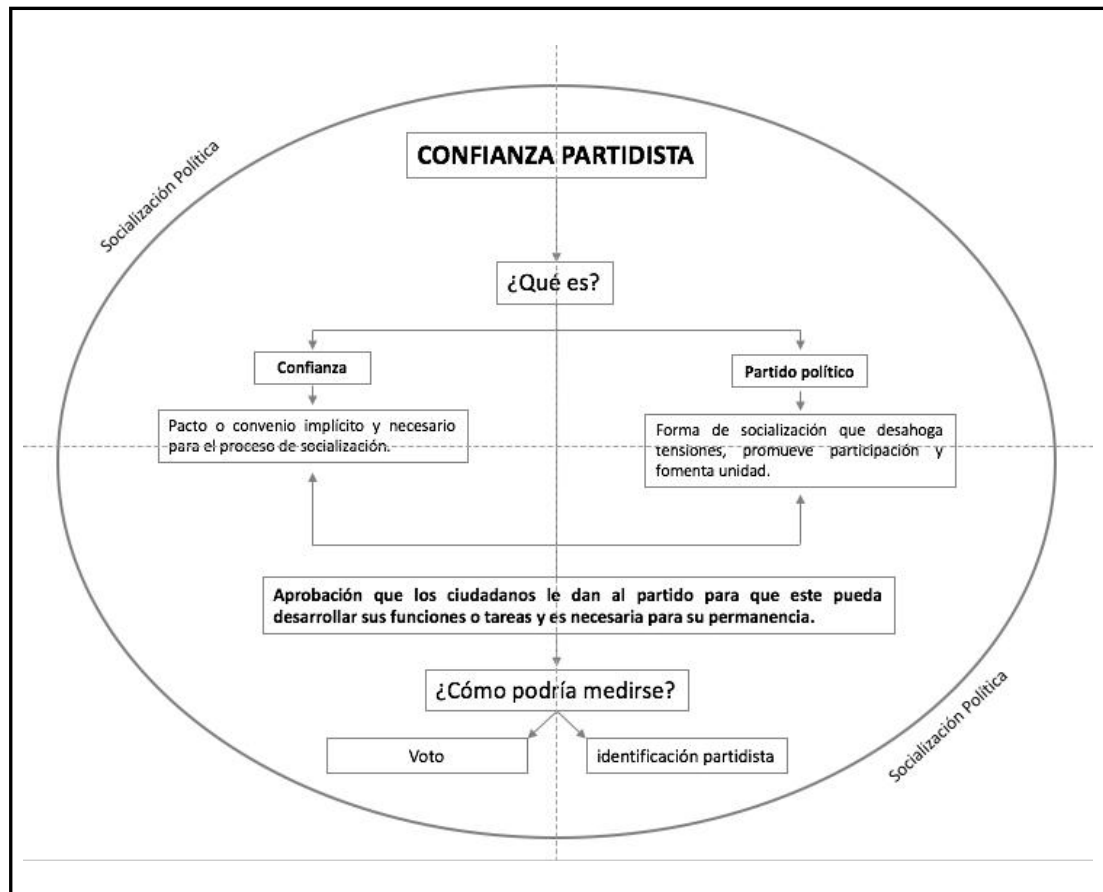 Socialización Política
CONFIANZA PARTIDISTA
¿Qué es?
Confianza
Partido político
Pacto o convenio implícito y necesario
para el proceso de socialización.
Forma de socialización que desahoga
tensiones, promueve participación y
fomenta unidad.
Aprobación que los ciudadanos le dan al partido para que este pueda
desarrollar sus funciones o tareas y es necesaria para su permanencia.
¿Cómo podría medirse?
Voto
identificación partidista
Socialización Política